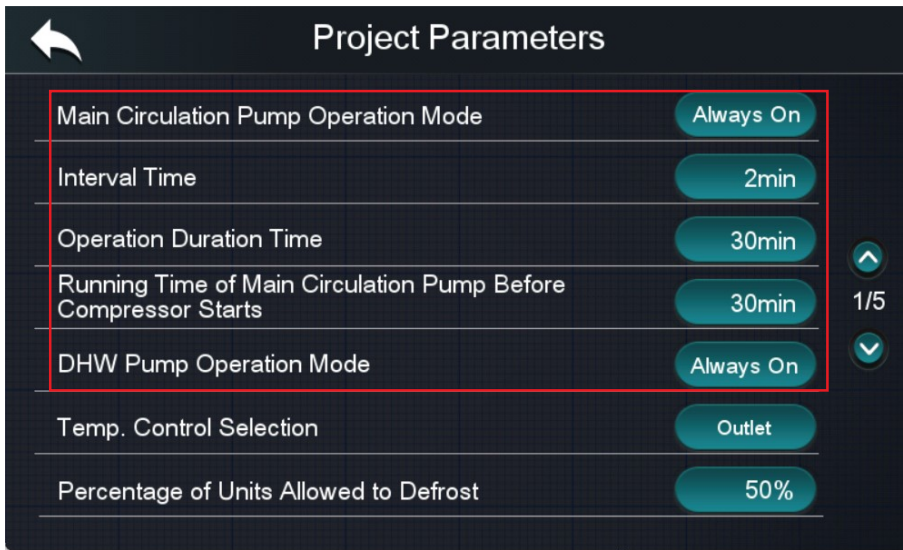 Project Parameters
Main Circulation Pump Operation Mode Always On
Interval Time 2min
Operation Duration Time 30min
Running Time of Main Circulation Pump Before
Compressor Starts 30min
1/5
DHW Pump Operation Mode Always On
Temp. Control Selection Outlet
Percentage of Units Allowed to Defrost 50%